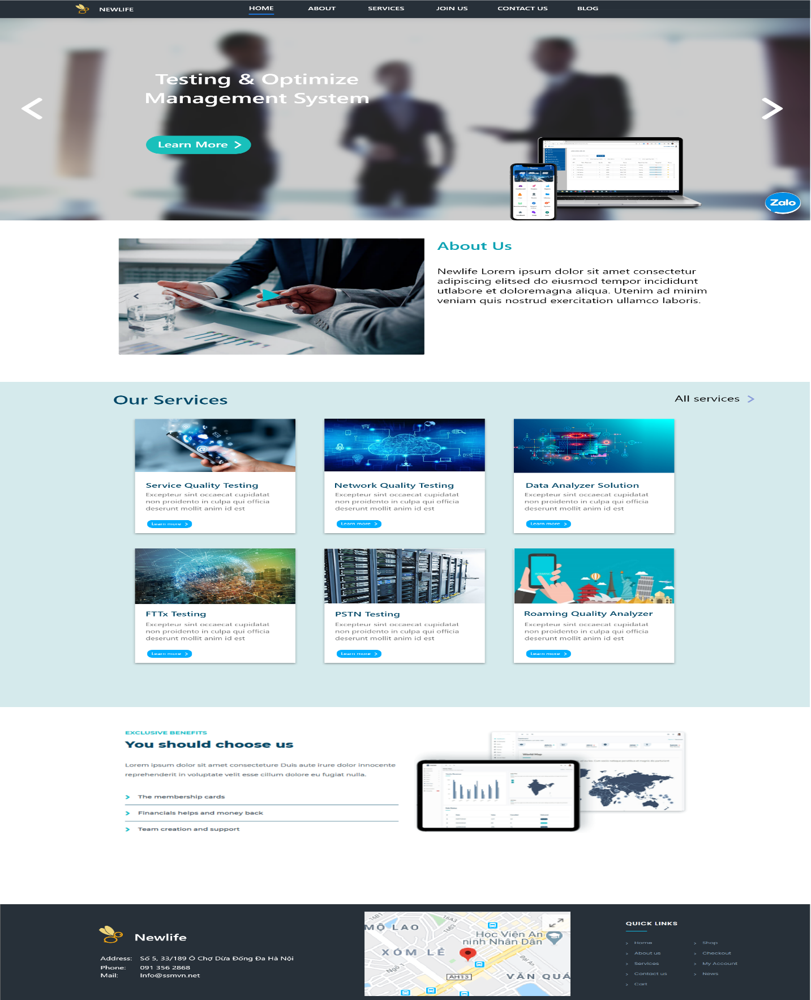 NEWLIFE
HOME
ABOUT
SERVICES
JOIN US
CONTACT US
BLOG
Testing & Optimize
Management System
Learn More >
Zalo
About Us
Newlife Lorem ipsum dolor sit amet consectetur
adipiscing elitsed do eiusmod tempor incididunt
utlabore et doloremagna aliqua. Utenim ad minim
veniam quis nostrud exercitation ullamco laboris.
Our Services
All services >
Service Quality Testing
Excepteur sint occaecat cupidatat
non proidento in culpa qui officia
deserunt mollit anim id est
Learn more >
Network Quality Testing
Excepteur sint occaecat cupidatat
non proidento in culpa qui officia
deserunt mollit anim id est
Learn more >
Data Analyzer Solution
Excepteur sint occaecat cupidatat
non proidento in culpa qui officia
deserunt mollit anim id est
Learn more >
FTTx Testing
Excepteur sint occaecat cupidatat
non proidento in culpa qui officia
deserunt mollit anim id est
Learn more >
PSTN Testing
Excepteur sint occaecat cupidatat
non proidento in culpa qui officia
deserunt mollit anim id est
Learn more >
ROAMING
Roaming Quality Analyzer
Excepteur sint occaecat cupidatat
non proidento in culpa qui officia
deserunt mollit anim id est
Learn more >
EXCLUSIVE BENEFITS
You should choose us
Lorem ipsum dolor sit amet consecteture Duis aute irure dolor innocente
reprehenderit in voluptate velit esse cillum dolore eu fugiat nulla.
> The membership cards
> Financials helps and money back
> Team creation and support
World Map
Newlife
Address: Số 5, 33/189 Ô Chợ Dừa Đống Đa Hà Nội
Phone: 091 356 2868
Mail: Info@ssmvn.net
16B1
16A3
1663
MỘ LAO
Học Viện An
ninh Nhân Dân
XÓM LẺ
Ngõ 1
Đại An
AH13
VĂN QUÁ
QUICK LINKS
> Home
> About us
> Services
> Contact us
> Cart
> Shop
> Checkout
> My Account
> News